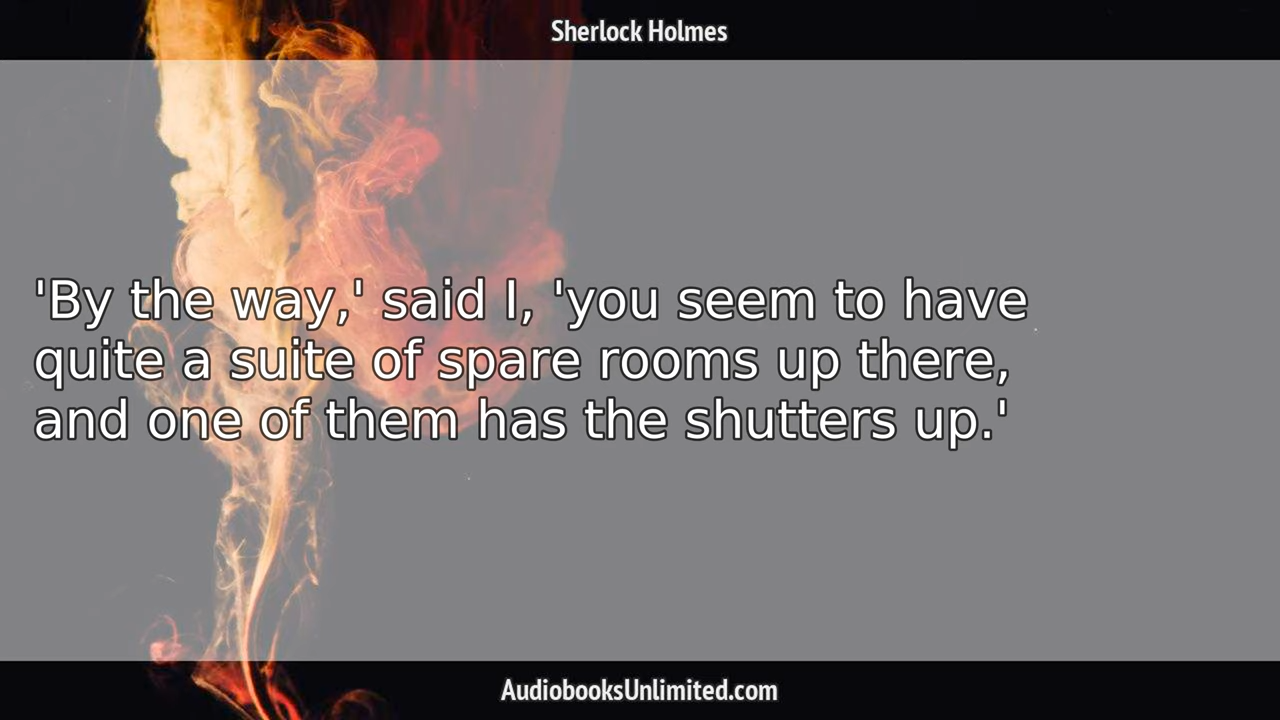 Sherlock Holmes
'By the way,' said I, 'you seem to have
quite a suite of spare rooms up there,
and one of them has the shutters up.'
AudiobooksUnlimited.com